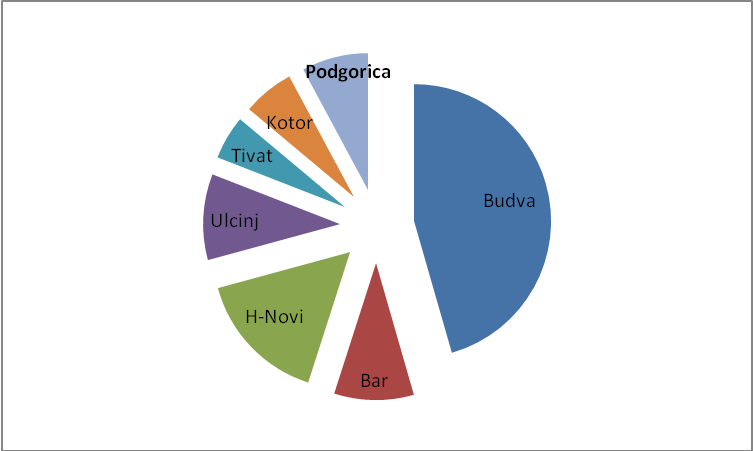 Podgorica
Kotor
Tivat
Budva
Ulcinj
H-Novi
Bar